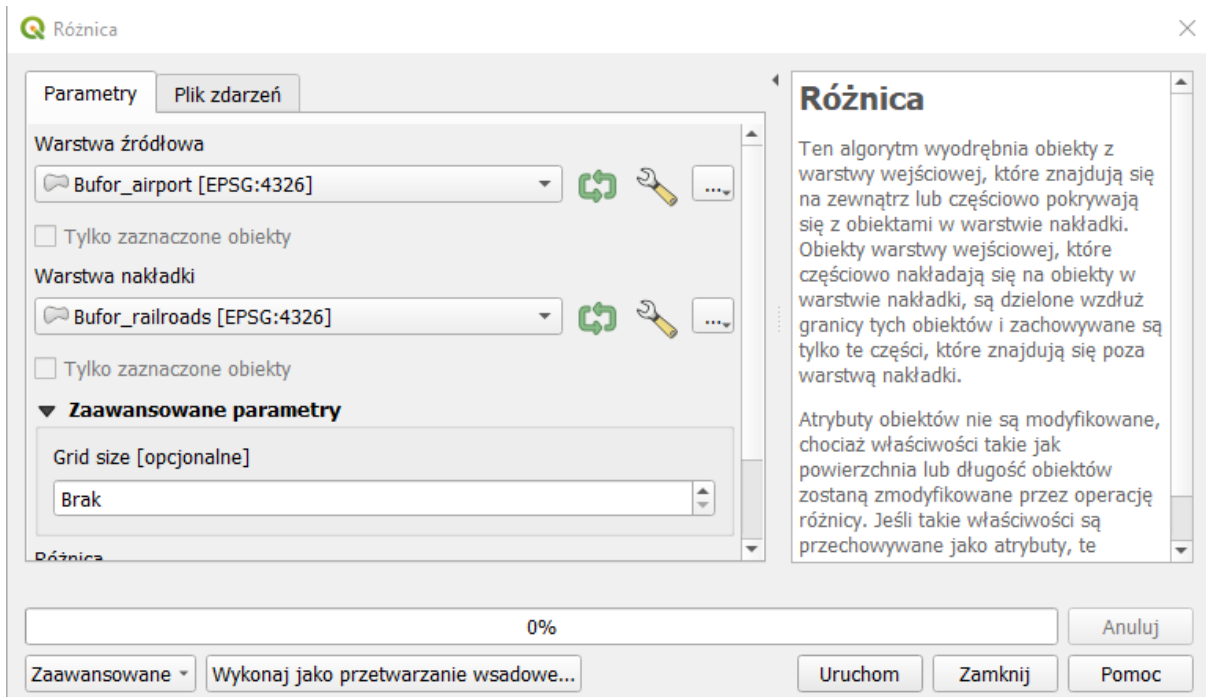 Różnica
Parametry
Plik zdarzeń
Warstwa źródłowa
Bufor_airport [EPSG:4326]
...
Tylko zaznaczone obiekty
Warstwa nakładki
Bufor_railroads [EPSG:4326]
...
Tylko zaznaczone obiekty
Zaawansowane parametry
Grid size [opcjonalne]
Brak
Różnica
Różnica
Ten algorytm wyodrębnia obiekty z
warstwy wejściowej, które znajdują się
na zewnątrz lub częściowo pokrywają
się z obiektami w warstwie nakładki.
Obiekty warstwy wejściowej, które
częściowo nakładają się na obiekty w
warstwie nakładki, są dzielone wzdłuż
granicy tych obiektów i zachowywane są
tylko te części, które znajdują się poza
warstwą nakładki.
Atrybuty obiektów nie są modyfikowane,
chociaż właściwości takie jak
powierzchnia lub długość obiektów
zostaną zmodyfikowane przez operację
różnicy. Jeśli takie właściwości są
przechowywane jako atrybuty, te
0%
Anuluj
Zaawansowane
Wykonaj jako przetwarzanie wsadowe...
Uruchom
Zamknij
Pomoc